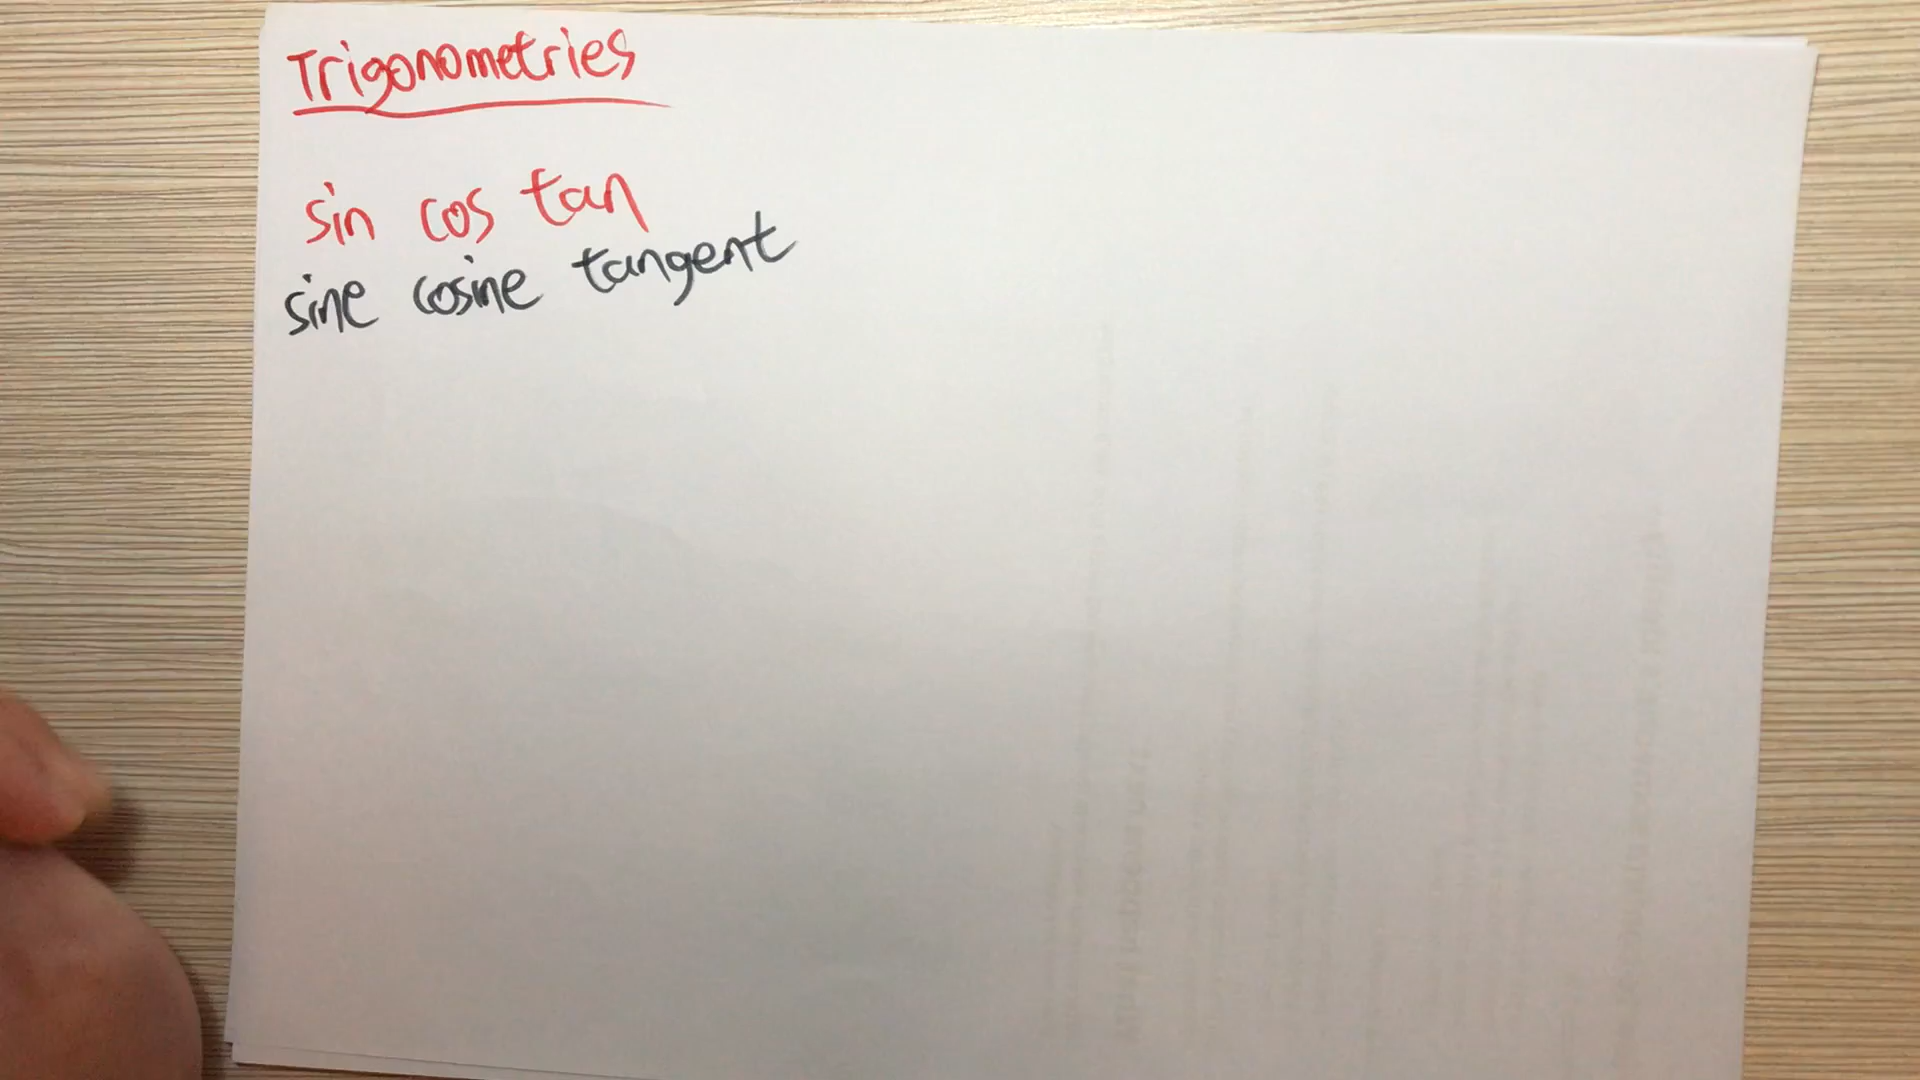 Trigonometries
sin cos tan
sine cosine tangent